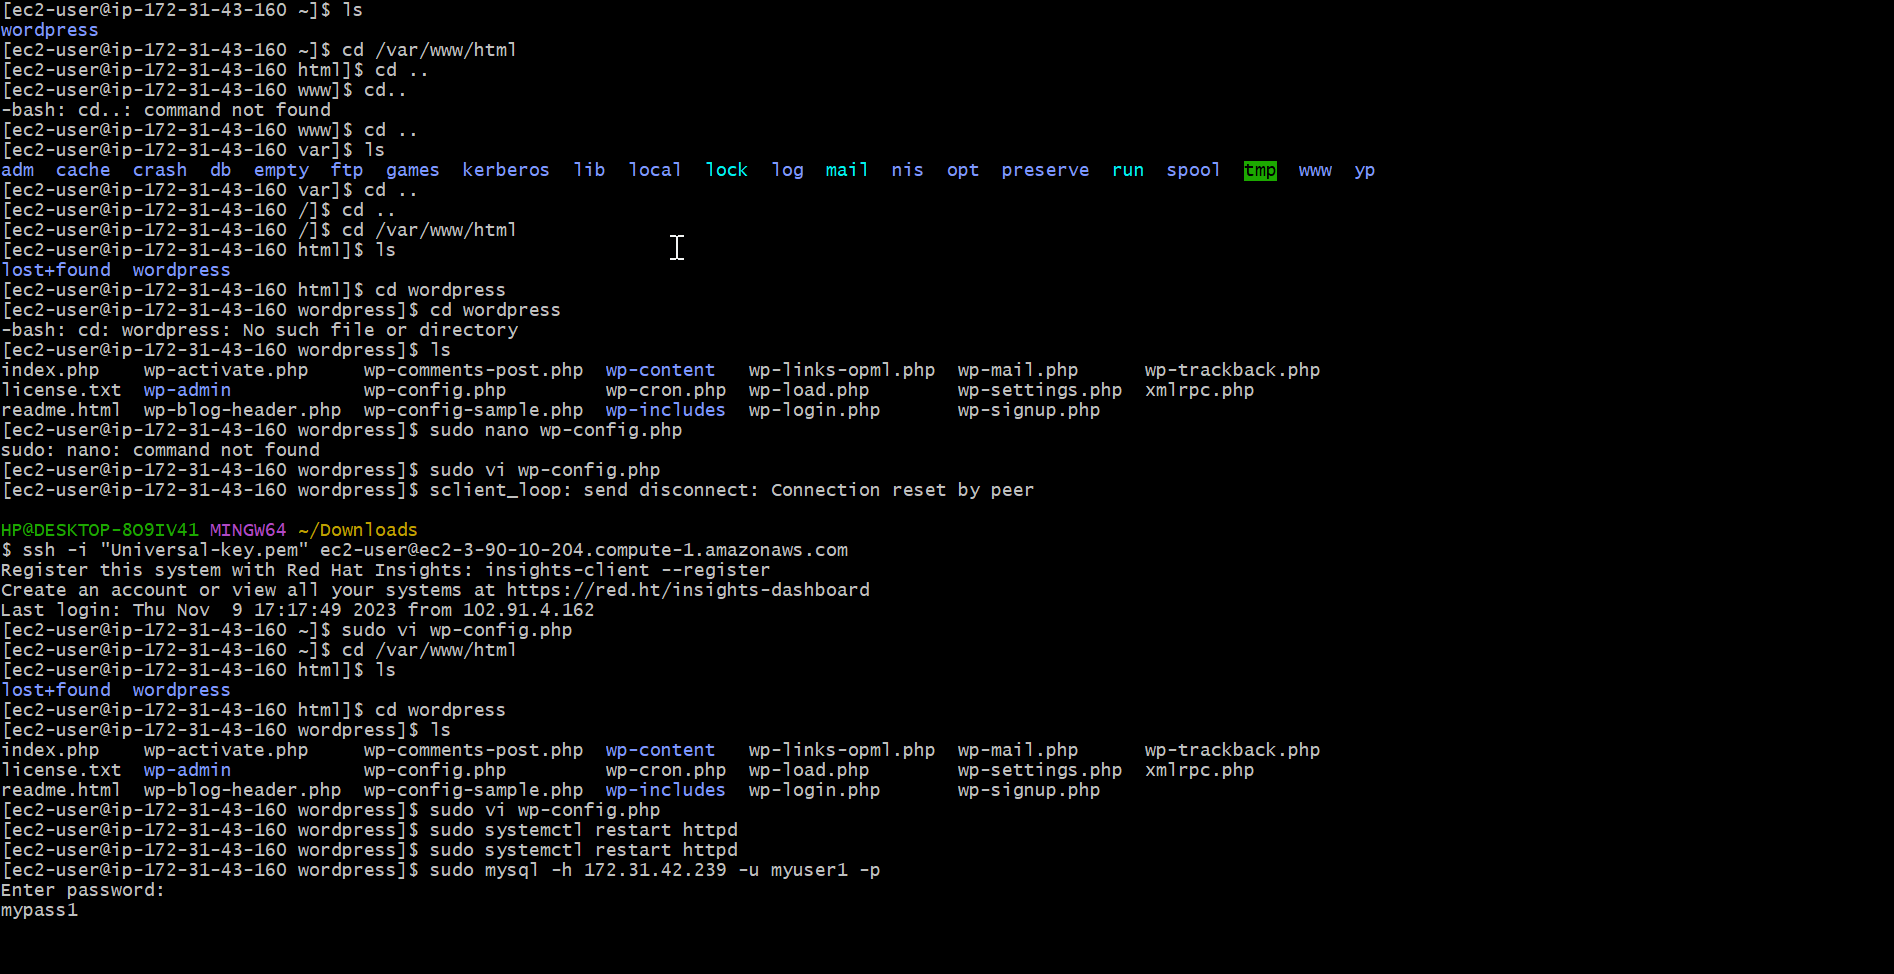 [ec2-user@ip-172-31-43-160 ~]$ ls
wordpress
[ec2-user@ip-172-31-43-160 ~]$ cd /var/www/html
[ec2-user@ip-172-31-43-160 html]$ cd ..
[ec2-user@ip-172-31-43-160 www]$ cd..
-bash: cd..: command not found
[ec2-user@ip-172-31-43-160 www]$ cd ..
[ec2-user@ip-172-31-43-160 var]$ ls
adm  cache  crash  db  empty  ftp  games  kerberos  lib  local  lock  log  mail  nis  opt  preserve  run  spool  tmp  www  yp
[ec2-user@ip-172-31-43-160 var]$ cd ..
[ec2-user@ip-172-31-43-160 /]$ cd ..
[ec2-user@ip-172-31-43-160 /]$ cd /var/www/html
[ec2-user@ip-172-31-43-160 html]$ ls
lost+found  wordpress
[ec2-user@ip-172-31-43-160 html]$ cd wordpress
[ec2-user@ip-172-31-43-160 wordpress]$ cd wordpress
-bash: cd: wordpress: No such file or directory
[ec2-user@ip-172-31-43-160 wordpress]$ ls
index.php    wp-activate.php     wp-comments-post.php  wp-content   wp-links-opml.php  wp-mail.php      wp-trackback.php
license.txt  wp-admin            wp-config.php         wp-cron.php  wp-load.php        wp-settings.php  xmlrpc.php
readme.html  wp-blog-header.php  wp-config-sample.php  wp-includes  wp-login.php       wp-signup.php
[ec2-user@ip-172-31-43-160 wordpress]$ sudo nano wp-config.php
sudo: nano: command not found
[ec2-user@ip-172-31-43-160 wordpress]$ sudo vi wp-config.php
[ec2-user@ip-172-31-43-160 wordpress]$ sclient_loop: send disconnect: Connection reset by peer
HP@DESKTOP-8O9IV41 MINGW64 ~/Downloads
$ ssh -i "Universal-key.pem" ec2-user@ec2-3-90-10-204.compute-1.amazonaws.com
Register this system with Red Hat Insights: insights-client --register
Create an account or view all your systems at https://red.ht/insights-dashboard
Last login: Thu Nov  9 17:17:49 2023 from 102.91.4.162
[ec2-user@ip-172-31-43-160 ~]$ sudo vi wp-config.php
[ec2-user@ip-172-31-43-160 ~]$ cd /var/www/html
[ec2-user@ip-172-31-43-160 html]$ ls
lost+found  wordpress
[ec2-user@ip-172-31-43-160 html]$ cd wordpress
[ec2-user@ip-172-31-43-160 wordpress]$ ls
index.php    wp-activate.php     wp-comments-post.php  wp-content   wp-links-opml.php  wp-mail.php      wp-trackback.php
license.txt  wp-admin            wp-config.php         wp-cron.php  wp-load.php        wp-settings.php  xmlrpc.php
readme.html  wp-blog-header.php  wp-config-sample.php  wp-includes  wp-login.php       wp-signup.php
[ec2-user@ip-172-31-43-160 wordpress]$ sudo vi wp-config.php
[ec2-user@ip-172-31-43-160 wordpress]$ sudo systemctl restart httpd
[ec2-user@ip-172-31-43-160 wordpress]$ sudo systemctl restart httpd
[ec2-user@ip-172-31-43-160 wordpress]$ sudo mysql -h 172.31.42.239 -u myuser1 -p
Enter password:
mypass1